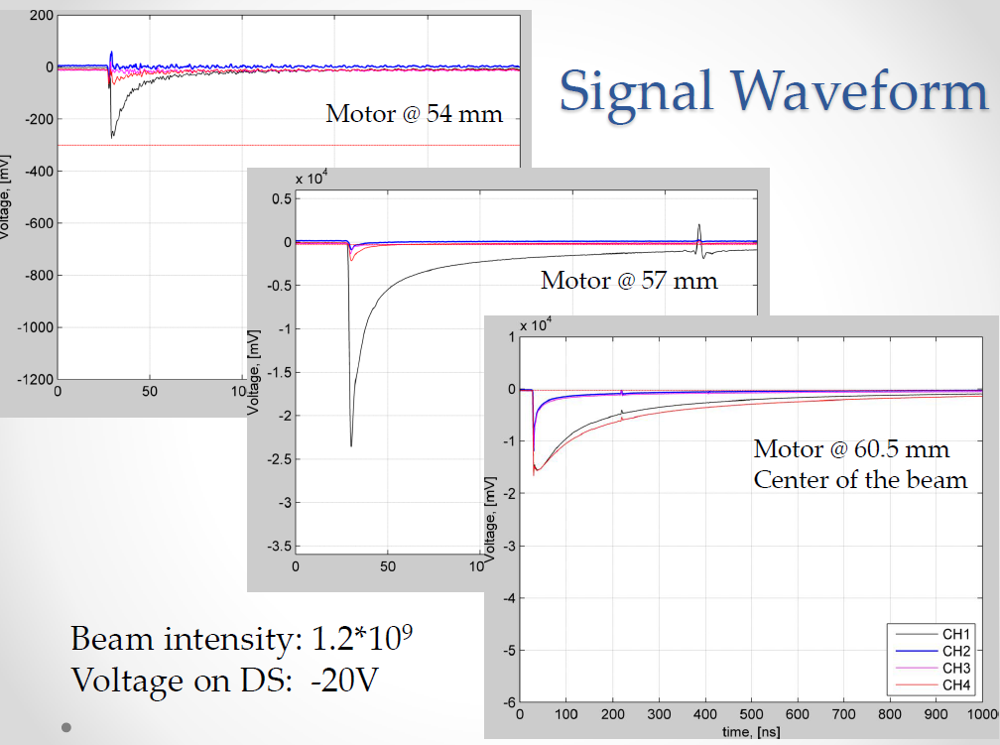 Signal Waveform
200
0
-200
-400
-600
-800
-1000
-1200
Voltage, [mV]
0
50
10
Motor @ 54 mm
x 10^4
0.5
0
-0.5
-1
-1.5
-2
-2.5
-3
-3.5
Voltage, [mV]
0
50
10
Motor @ 57 mm
x 10^4
1
0
-1
-2
-3
-4
-5
-6
Voltage, [mV]
Motor @ 60.5 mm
Center of the beam
CH1
CH2
CH3
CH4
0 100 200 300 400 500 600 700 800 900 1000
time, [ns]
Beam intensity: 1.2*10⁹
Voltage on DS: -20V